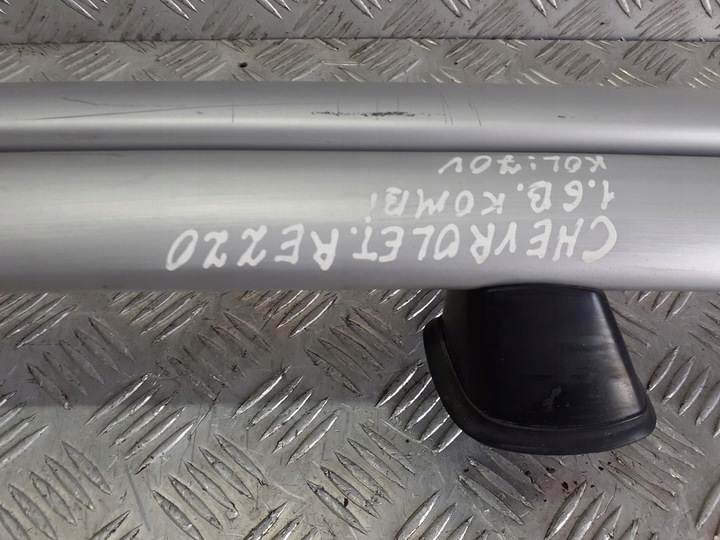 CHEVROLET. REZZO
1.6B. KOMBi
KOL: 70V